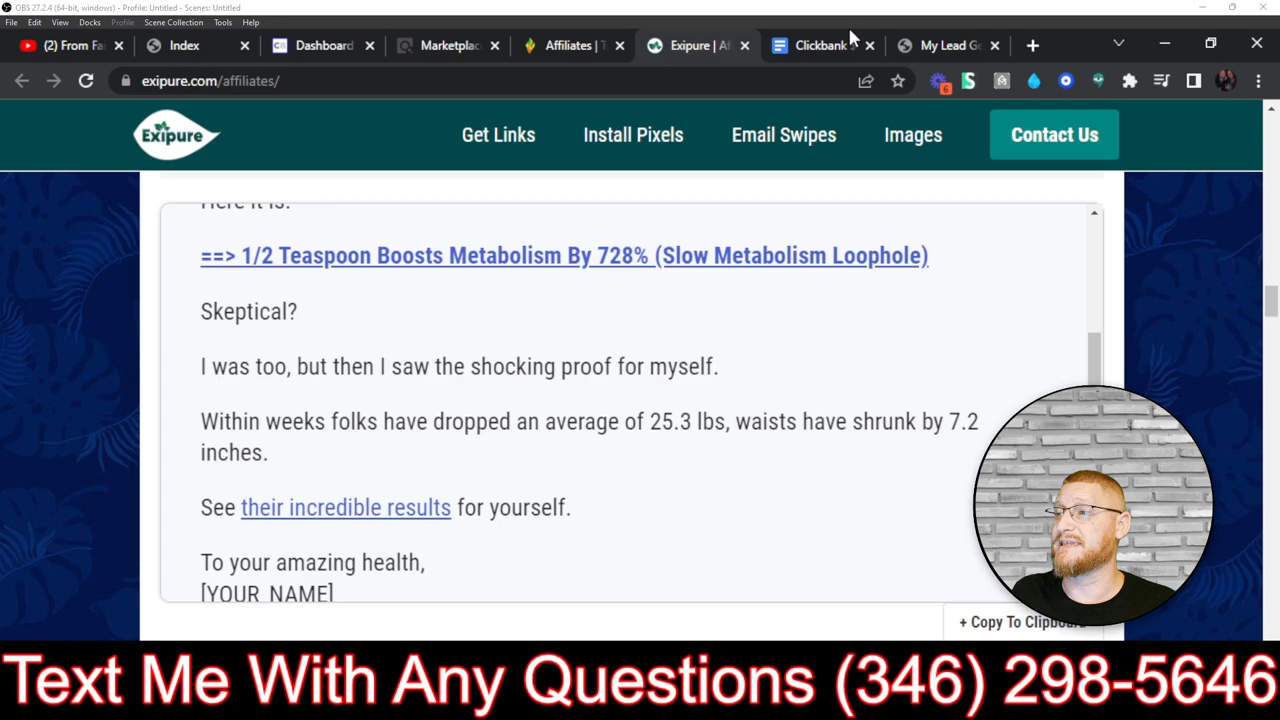 OBS 27.2.4 (64-bit, windows) - Profile: Untitled - Scenes: Untitled
File Edit View Docks Profile Scene Collection Tools Help
(2) From Fa
Index
Dashboard
Marketplac
Affiliates | T
Exipure | Af
Clickbank
My Lead G
exipure.com/affiliates/
6
Exipure
Get Links
Install Pixels
Email Swipes
Images
Contact Us
Here it is:
==> 1/2 Teaspoon Boosts Metabolism By 728% (Slow Metabolism Loophole)
Skeptical?
I was too, but then I saw the shocking proof for myself.
Within weeks folks have dropped an average of 25.3 lbs, waists have shrunk by 7.2
inches.
See their incredible results for yourself.
To your amazing health,
[YOUR NAME]
+ Copy To Clipboard
Text Me With Any Questions (346) 298-5646